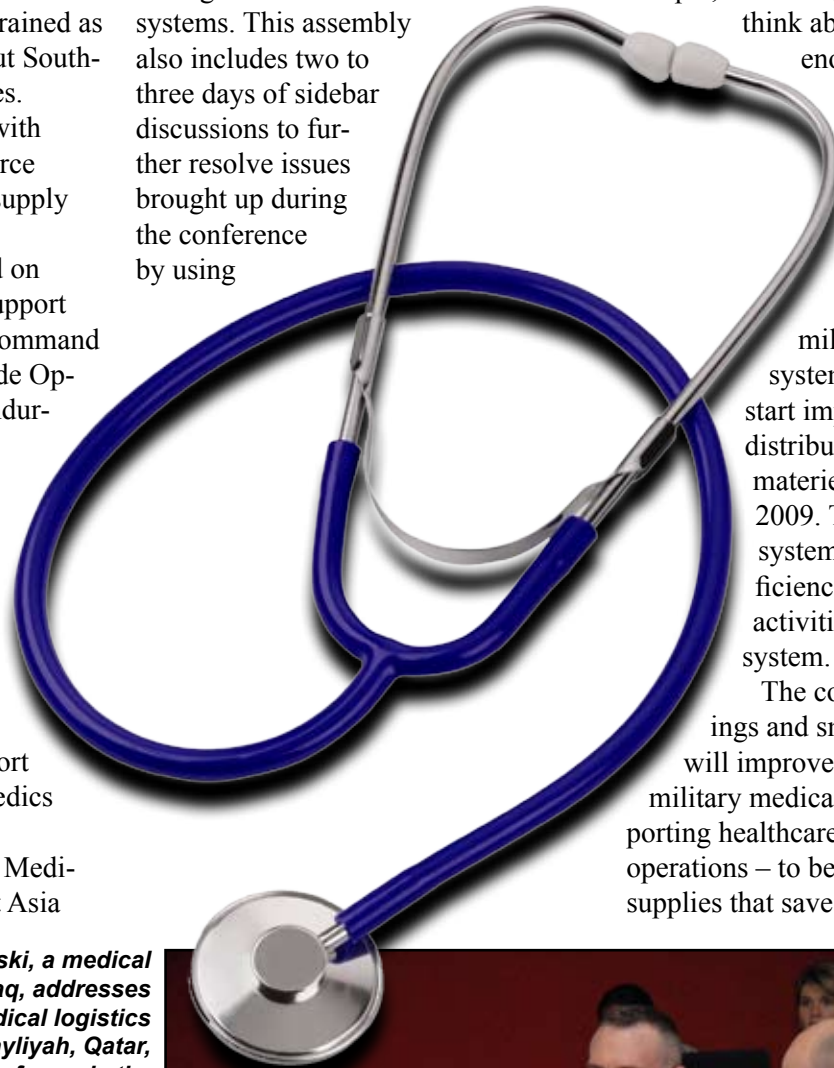 rained as
ut South-
es.
with
rce
supply
l on
upport
ommand
de Op-
dur-
ort
edics
Medi-
t Asia
systems. This assembly
also includes two to
three days of sidebar
discussions to fur-
ther resolve issues
brought up during
the conference
by using
think ab
eno
mil
system
start imp
distribu
materie
2009. T
system
ficienc
activiti
system.
The co
ings and sn
will improve
military medica
porting healthcare
operations – to be
supplies that save
ski, a medical
aq, addresses
dical logistics
ayliyah, Qatar,